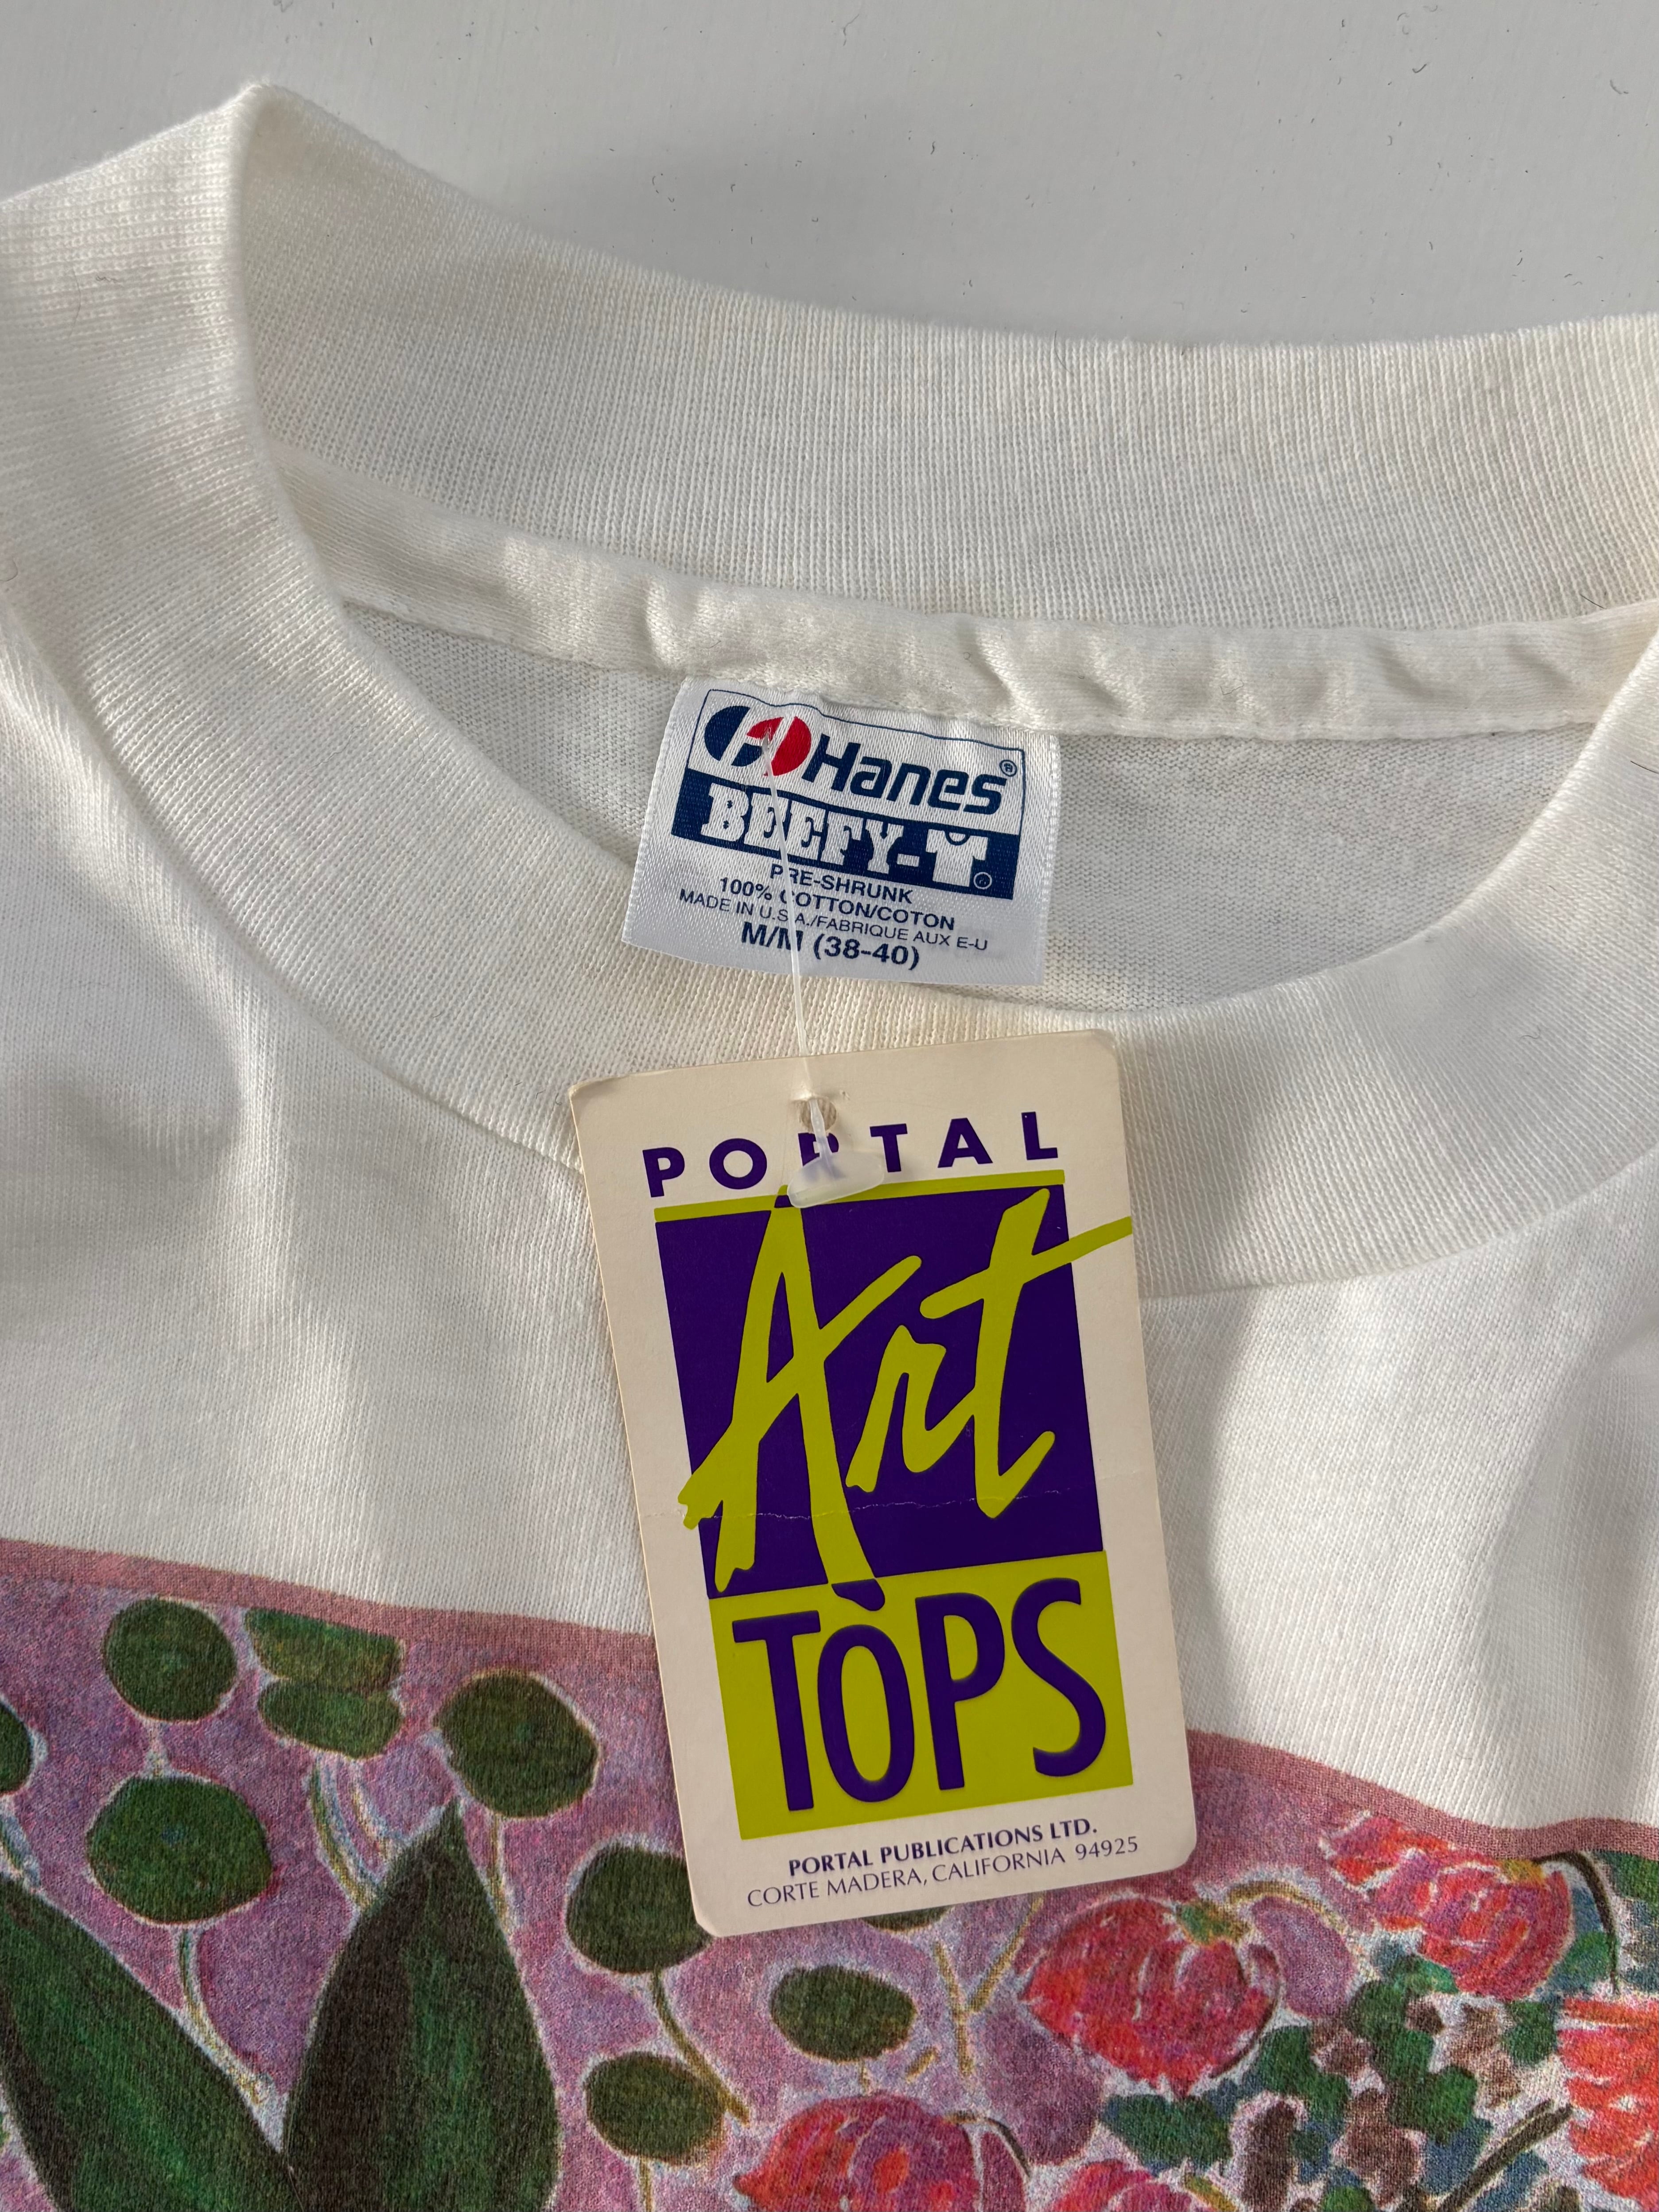 Hanes®
BEEFY-T®
PRE-SHRUNK
100% COTTON/COTON
MADE IN U.S.A./FABRIQUE AUX E-U
M/M (38-40)
PORTAL
Art
TOPS
PORTAL PUBLICATIONS LTD.
CORTE MADERA, CALIFORNIA 94925